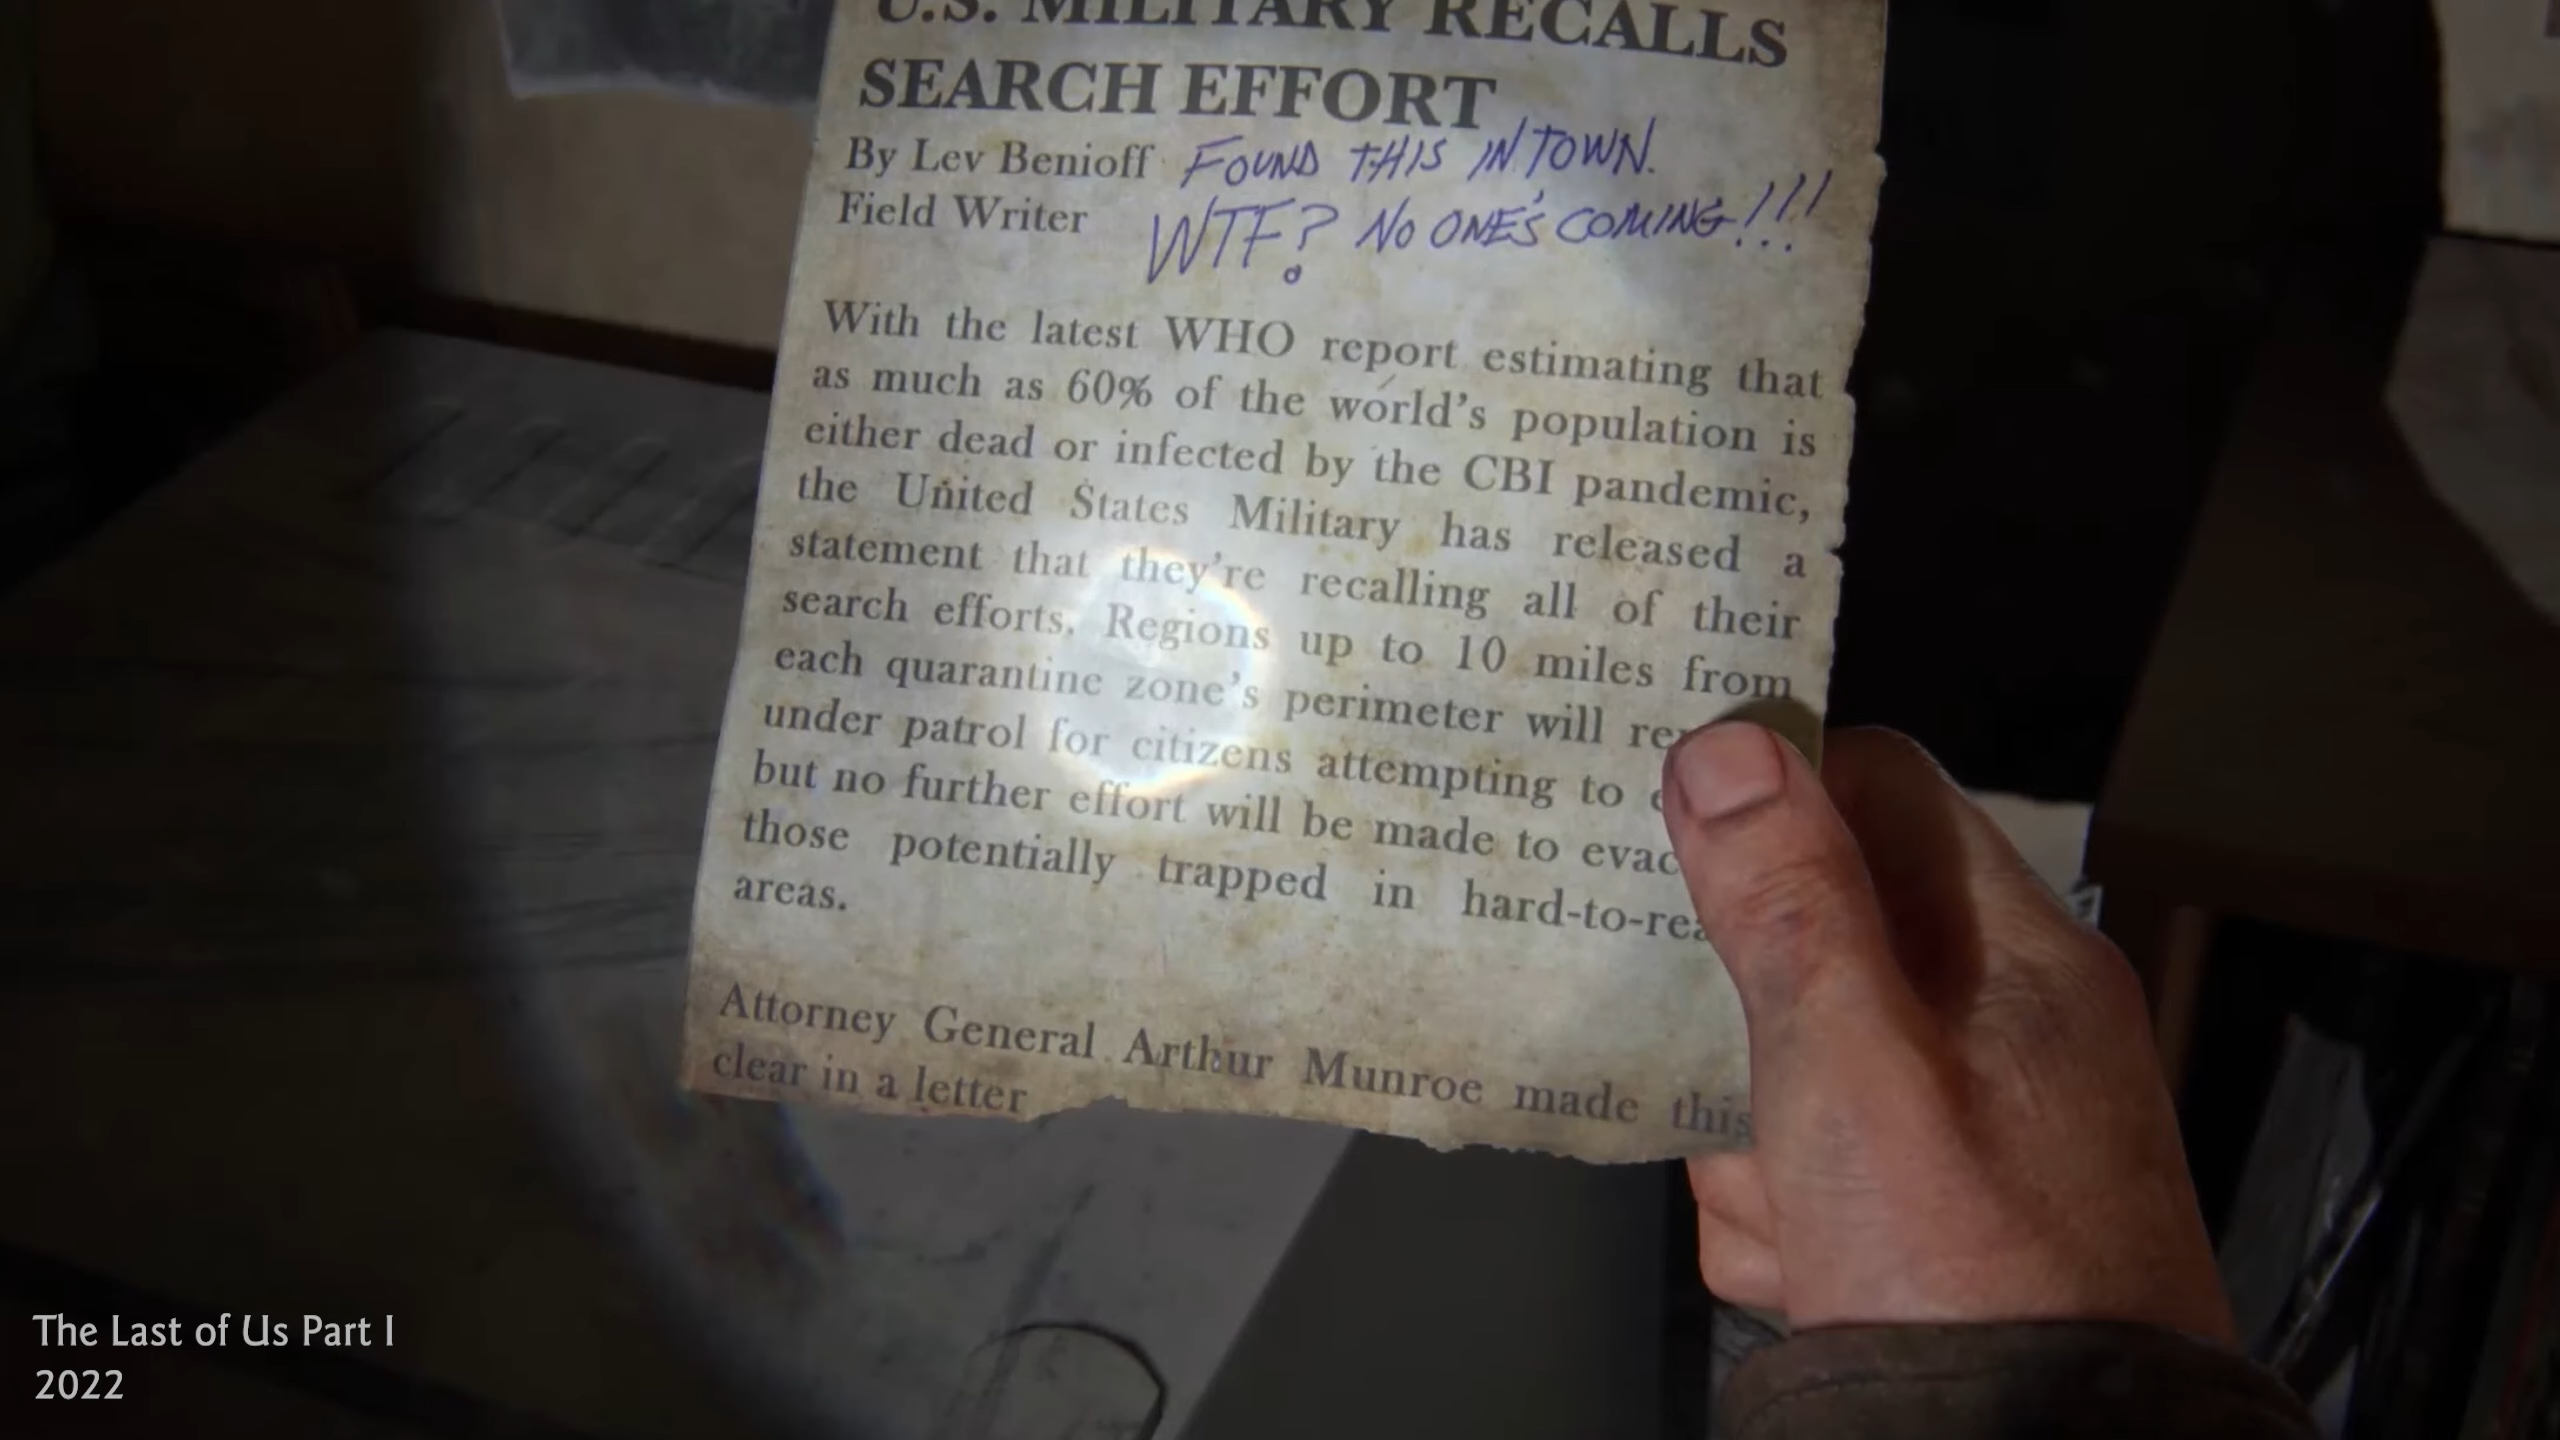 U.S. MILITARY RECALLS
SEARCH EFFORT
By Lev Benioff
Field Writer
FOUND THIS IN TOWN.
WTF? NO ONE'S COMING!!!
With the latest WHO report estimating that
as much as 60% of the world's population is
either dead or infected by the CBI pandemic,
the United States Military has released a
statement that they're recalling all of their
search efforts. Regions up to 10 miles from
each quarantine zone's perimeter will
under patrol for citizens attempting to
but no further effort will be made to
those potentially trapped in
areas.
Attorney General Arthur Munroe made this
clear in a letter
The Last of Us Part I
2022